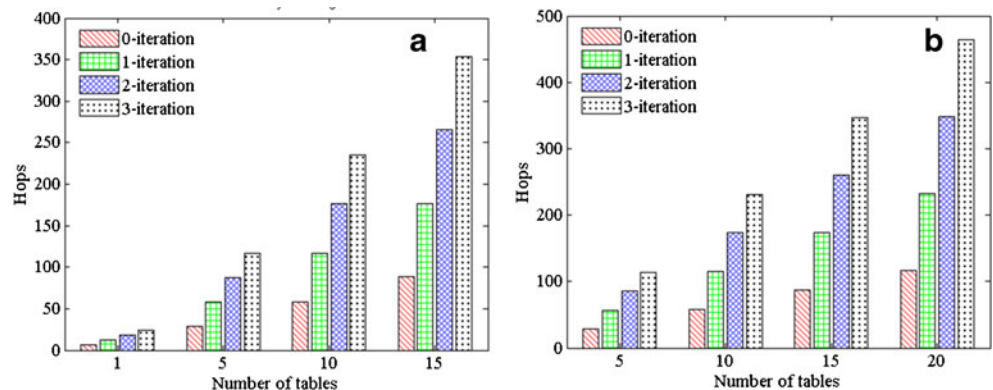 a
400
350
300
250
200
150
100
50
0
Hops
0-iteration
1-iteration
2-iteration
3-iteration
1 5 10 15
Number of tables
b
500
400
300
200
100
0
Hops
0-iteration
1-iteration
2-iteration
3-iteration
5 10 15 20
Number of tables